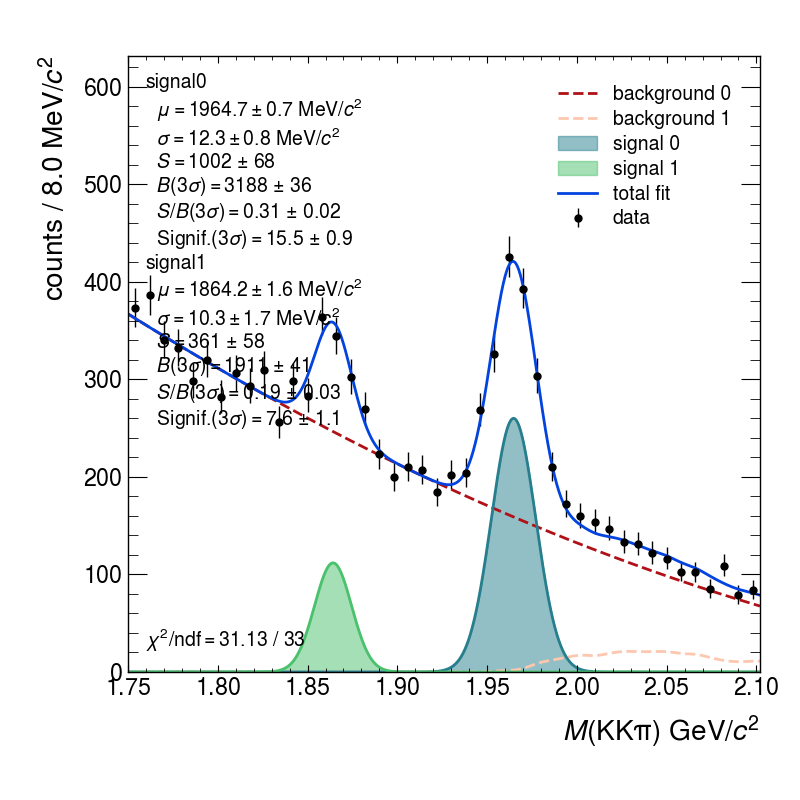 counts / 8.0 MeV/c²
600
500
400
300
200
100
0
signal0
μ = 1964.7 ± 0.7 MeV/c²
σ = 12.3 ± 0.8 MeV/c²
S = 1002 ± 68
B(3σ) = 3188 ± 36
S/B(3σ) = 0.31 ± 0.02
Signif.(3σ) = 15.5 ± 0.9
signal1
μ = 1864.2 ± 1.6 MeV/c²
σ = 10.3 ± 1.7 MeV/c²
S = 361 ± 58
B(3σ) = 1911 ± 41
S/B(3σ) = 0.19 ± 0.03
Signif.(3σ) = 7.6 ± 1.1
χ²/ndf = 31.13 / 33
background 0
background 1
signal 0
signal 1
total fit
data
1.75 1.80 1.85 1.90 1.95 2.00 2.05 2.10
M(KKπ) GeV/c²